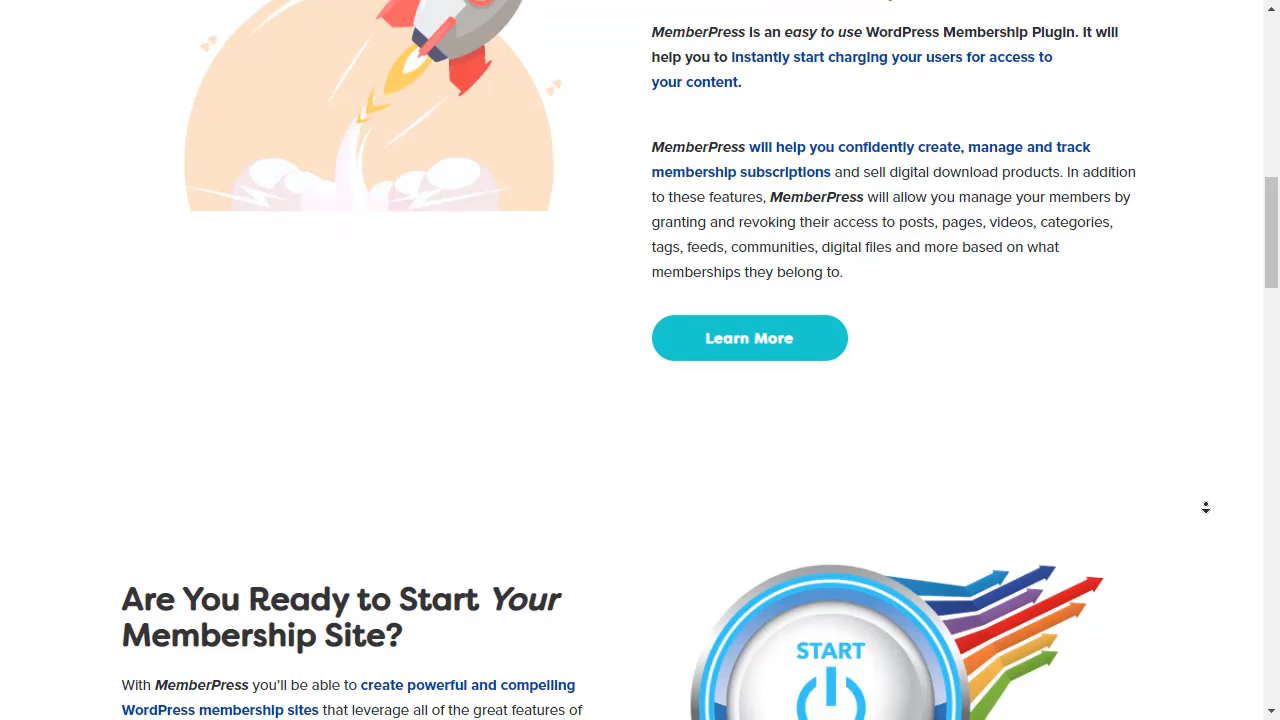 MemberPress is an easy to use WordPress Membership Plugin. It will
help you to instantly start charging your users for access to
your content.
MemberPress will help you confidently create, manage and track
membership subscriptions and sell digital download products. In addition
to these features, MemberPress will allow you manage your members by
granting and revoking their access to posts, pages, videos, categories,
tags, feeds, communities, digital files and more based on what
memberships they belong to.
Learn More
Are You Ready to Start Your
Membership Site?
With MemberPress you'll be able to create powerful and compelling
WordPress membership sites that leverage all of the great features of
START